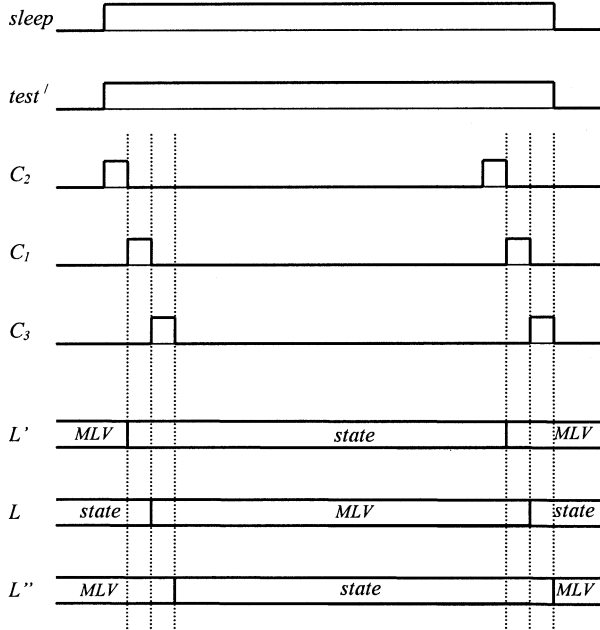 sleep
test'
C2
C1
C3
L' MLV state MLV
L state MLV state
L'' MLV state MLV